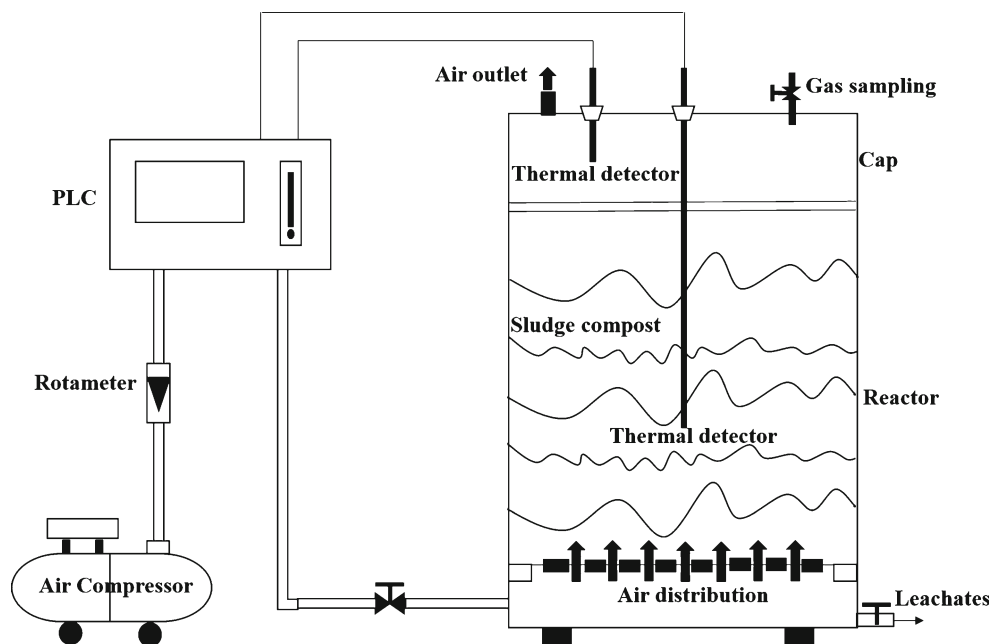 Air outlet
Gas sampling
Cap
Thermal detector
PLC
Sludge compost
Rotameter
Reactor
Thermal detector
Air Compressor
Air distribution
Leachates